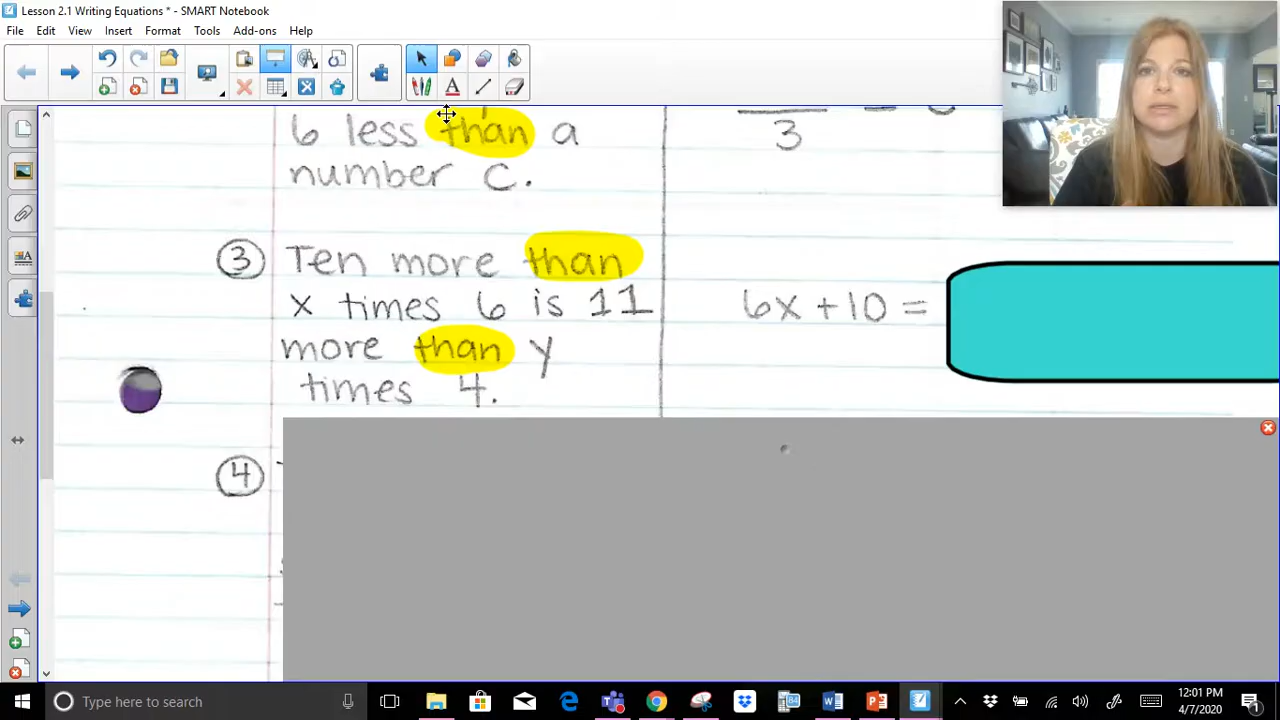 Lesson 2.1 Writing Equations * - SMART Notebook
File Edit View Insert Format Tools Add-ons Help
6 less than a
number c.
3
③ Ten more than
x times 6 is 11
more than y
times 4.
6x + 10 =
④
Type here to search
12:01 PM
4/7/2020
1